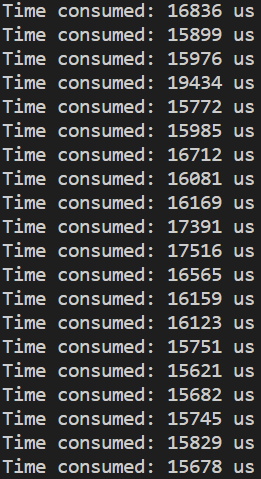 Time consumed: 16836 us
Time consumed: 15899 us
Time consumed: 15976 us
Time consumed: 19434 us
Time consumed: 15772 us
Time consumed: 15985 us
Time consumed: 16712 us
Time consumed: 16081 us
Time consumed: 16169 us
Time consumed: 17391 us
Time consumed: 17516 us
Time consumed: 16565 us
Time consumed: 16159 us
Time consumed: 16123 us
Time consumed: 15751 us
Time consumed: 15621 us
Time consumed: 15682 us
Time consumed: 15745 us
Time consumed: 15829 us
Time consumed: 15678 us